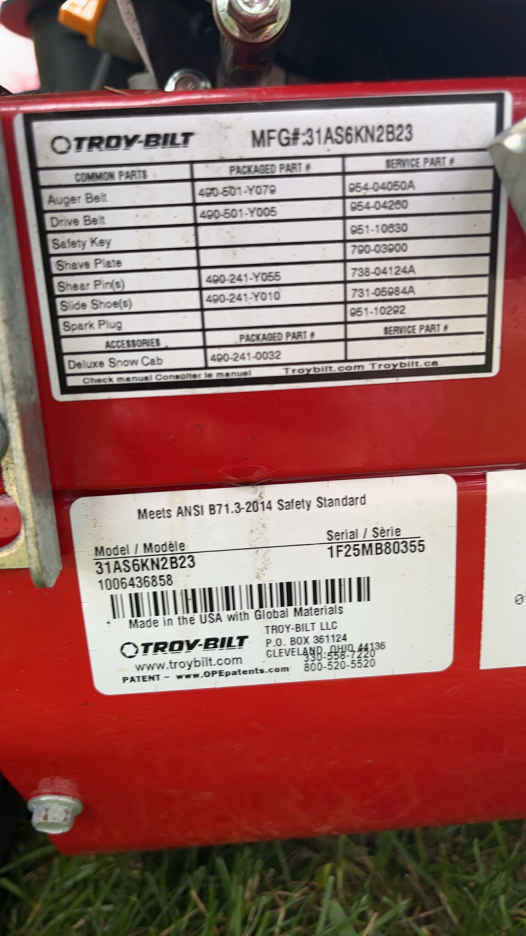 TROY-BILT MFG#:31AS6KN2B23
COMMON PARTS PACKAGED PART # SERVICE PART #
Auger Belt 490-501-Y079 954-04050A
Drive Belt 490-501-Y005 954-04260
Safety Key 951-10630
Shave Plate 790-03900
Shear Pin(s) 490-241-Y055 738-04124A
Slide Shoe(s) 490-241-Y010 731-05984A
Spark Plug 951-10292
ACCESSORIES PACKAGED PART # SERVICE PART #
Deluxe Snow Cab 490-241-0032
Check manual Consulter le manuel Troybilt.com Troybilt.ca
Meets ANSI B71.3-2014 Safety Standard
Model / Modèle Serial / Série
31AS6KN2B23 1F25MB80355
1006436858
Made in the USA with Global Materials
TROY-BILT
www.troybilt.com
PATENT - www.OPEpatents.com
TROY-BILT LLC
P.O. BOX 361124
CLEVELAND, OHIO 44136
330-558-7220
800-520-5520